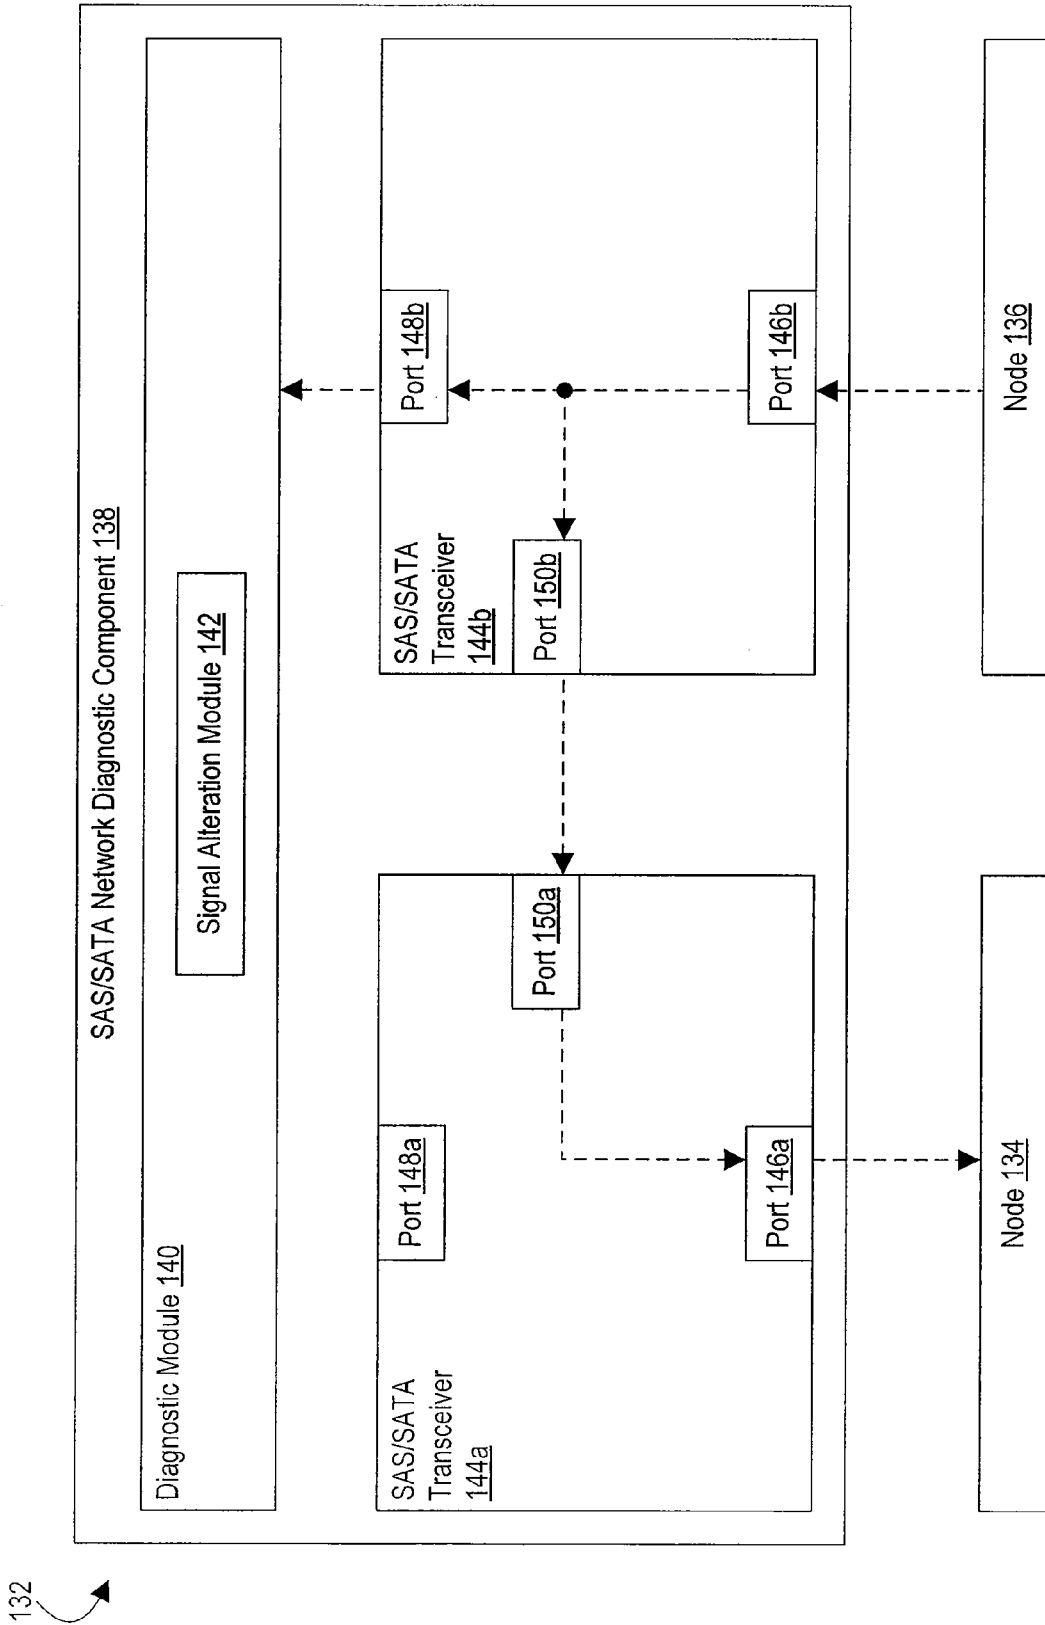 132
SAS/SATA Network Diagnostic Component 138
Diagnostic Module 140
Signal Alteration Module 142
SAS/SATA
Transceiver
144a
Port 148a
Port 150a
Port 146a
SAS/SATA
Transceiver
144b
Port 148b
Port 150b
Port 146b
Node 134
Node 136